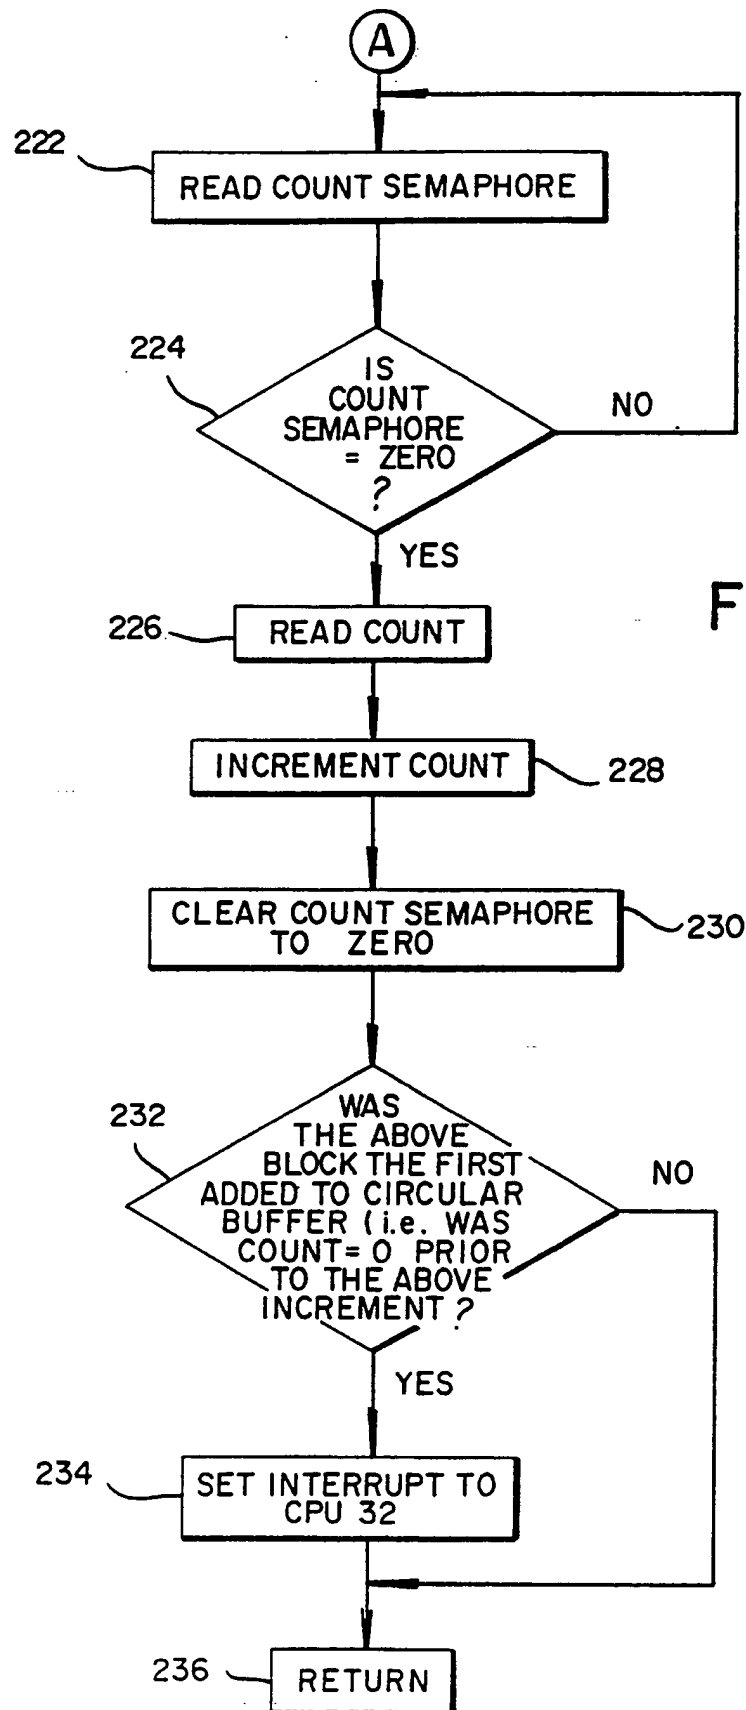 A
222
READ COUNT SEMAPHORE
224
IS
COUNT
SEMAPHORE
= ZERO
?
NO
YES
F
226
READ COUNT
INCREMENT COUNT
228
CLEAR COUNT SEMAPHORE
TO ZERO
230
232
WAS
THE ABOVE
BLOCK THE FIRST
ADDED TO CIRCULAR
BUFFER (i.e. WAS
COUNT= 0 PRIOR
TO THE ABOVE
INCREMENT ?
NO
YES
234
SET INTERRUPT TO
CPU 32
236
RETURN